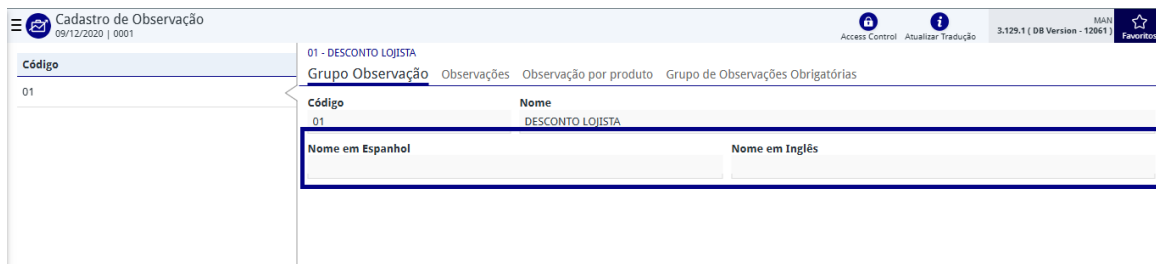 Cadastro de Observação
09/12/2020 | 0001
Access Control
Atualizar Tradução
MAN
3.129.1 ( DB Version - 12061 )
Favoritos
Código
01
01 - DESCONTO LOJISTA
Grupo Observação Observações Observação por produto Grupo de Observações Obrigatórias
Código Nome
01 DESCONTO LOJISTA
Nome em Espanhol Nome em Inglês